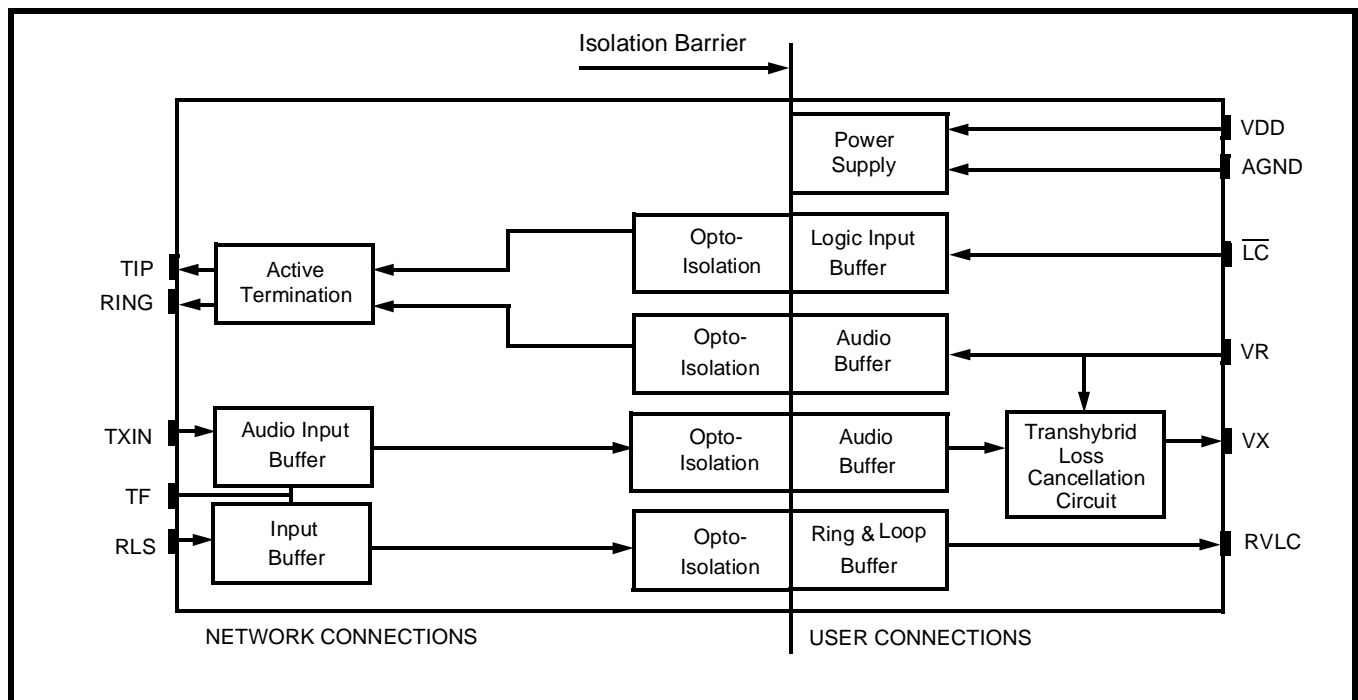 Isolation Barrier
VDD
Power
Supply
AGND
Opto-
Isolation
Logic Input
Buffer
LC
TIP
RING
Active
Termination
Opto-
Isolation
Audio
Buffer
VR
TXIN
Audio Input
Buffer
Opto-
Isolation
Audio
Buffer
Transhybrid
Loss
Cancellation
Circuit
VX
TF
RLS
Input
Buffer
Opto-
Isolation
Ring & Loop
Buffer
RVLC
NETWORK CONNECTIONS
USER CONNECTIONS